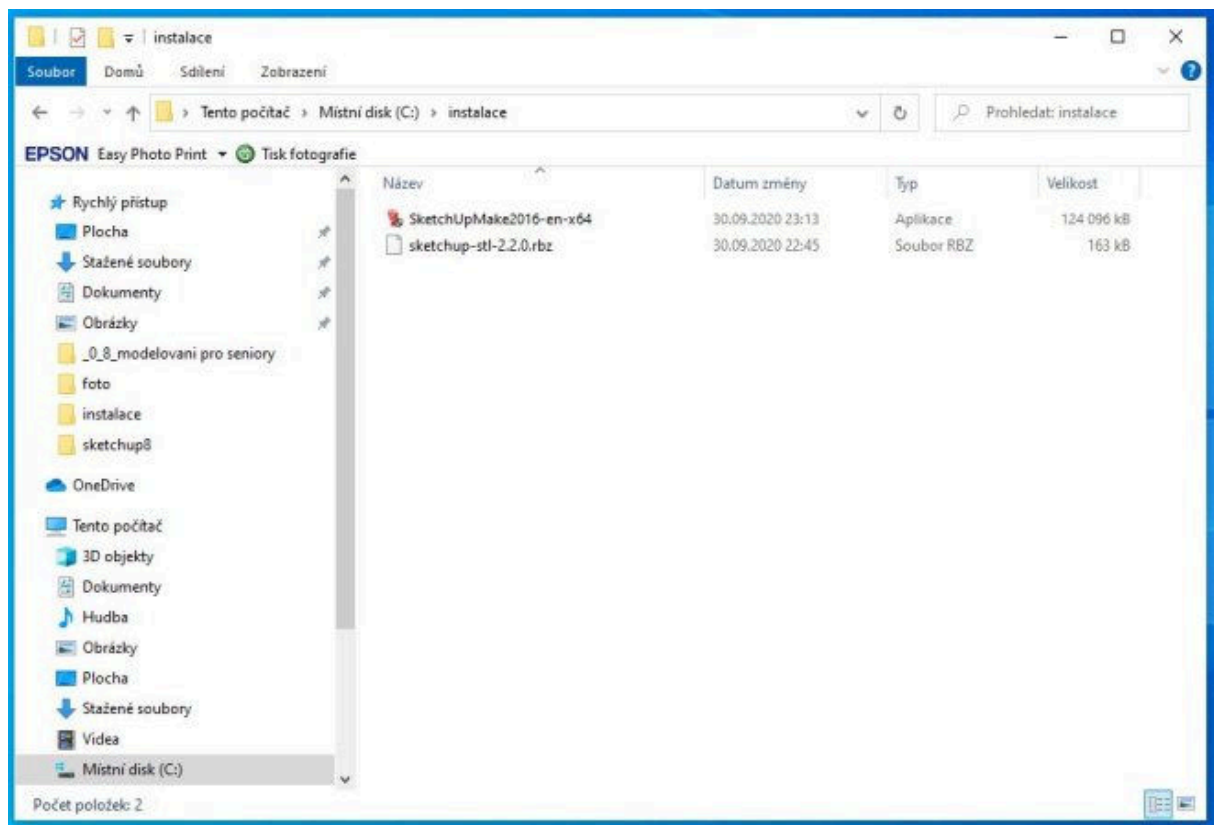 instalace
Soubor Domů Sdílení Zobrazení
Tento počítač › Místní disk (C:) › instalace Prohledat: instalace
EPSON Easy Photo Print Tisk fotografie
Název Datum změny Typ Velikost
SketchUpMake2016-en-x64 30.09.2020 23:13 Aplikace 124 096 kB
sketchup-stl-2.2.0.rbz 30.09.2020 22:45 Soubor RBZ 163 kB
Rychlý přístup
Plocha
Stažené soubory
Dokumenty
Obrázky
_0_8_modelovani pro seniory
foto
instalace
sketchup8
OneDrive
Tento počítač
3D objekty
Dokumenty
Hudba
Obrázky
Plocha
Stažené soubory
Videa
Místní disk (C:)
Počet položek: 2